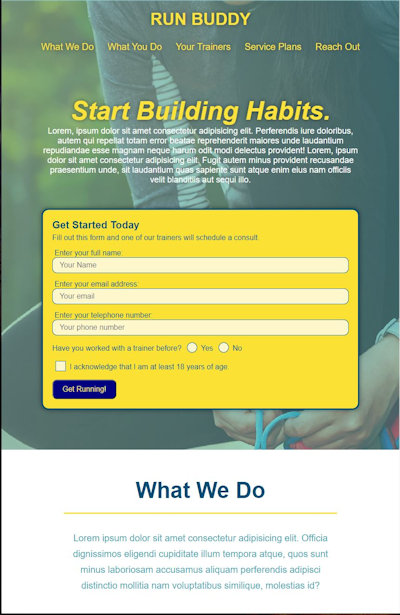 RUN BUDDY
What We Do What You Do Your Trainers Service Plans Reach Out
Start Building Habits.
Lorem, ipsum dolor sit amet consectetur adipisicing elit. Perferendis iure doloribus,
autem qui repellat totam error beatae reprehenderit maiores unde laudantium
repudiandae esse magnam neque harum odit modi delectus provident! Lorem, ipsum
dolor sit amet consectetur adipisicing elit. Fugit autem minus provident recusandae
praesentium unde, sit laudantium quas sapiente sunt atque enim eius nam officiis
velit blanditiis aut sequi illo.
Get Started Today
Fill out this form and one of our trainers will schedule a consult.
Enter your full name:
Your Name
Enter your email address:
Your email
Enter your telephone number:
Your phone number
Have you worked with a trainer before? Yes No
I acknowledge that I am at least 18 years of age.
Get Running!
What We Do
Lorem ipsum dolor sit amet consectetur adipisicing elit. Officia
dignissimos eligendi cupiditate illum tempora atque, quos sunt
minus laboriosam accusamus aliquam perferendis adipisci
distinctio mollitia nam voluptatibus similique, molestias id?